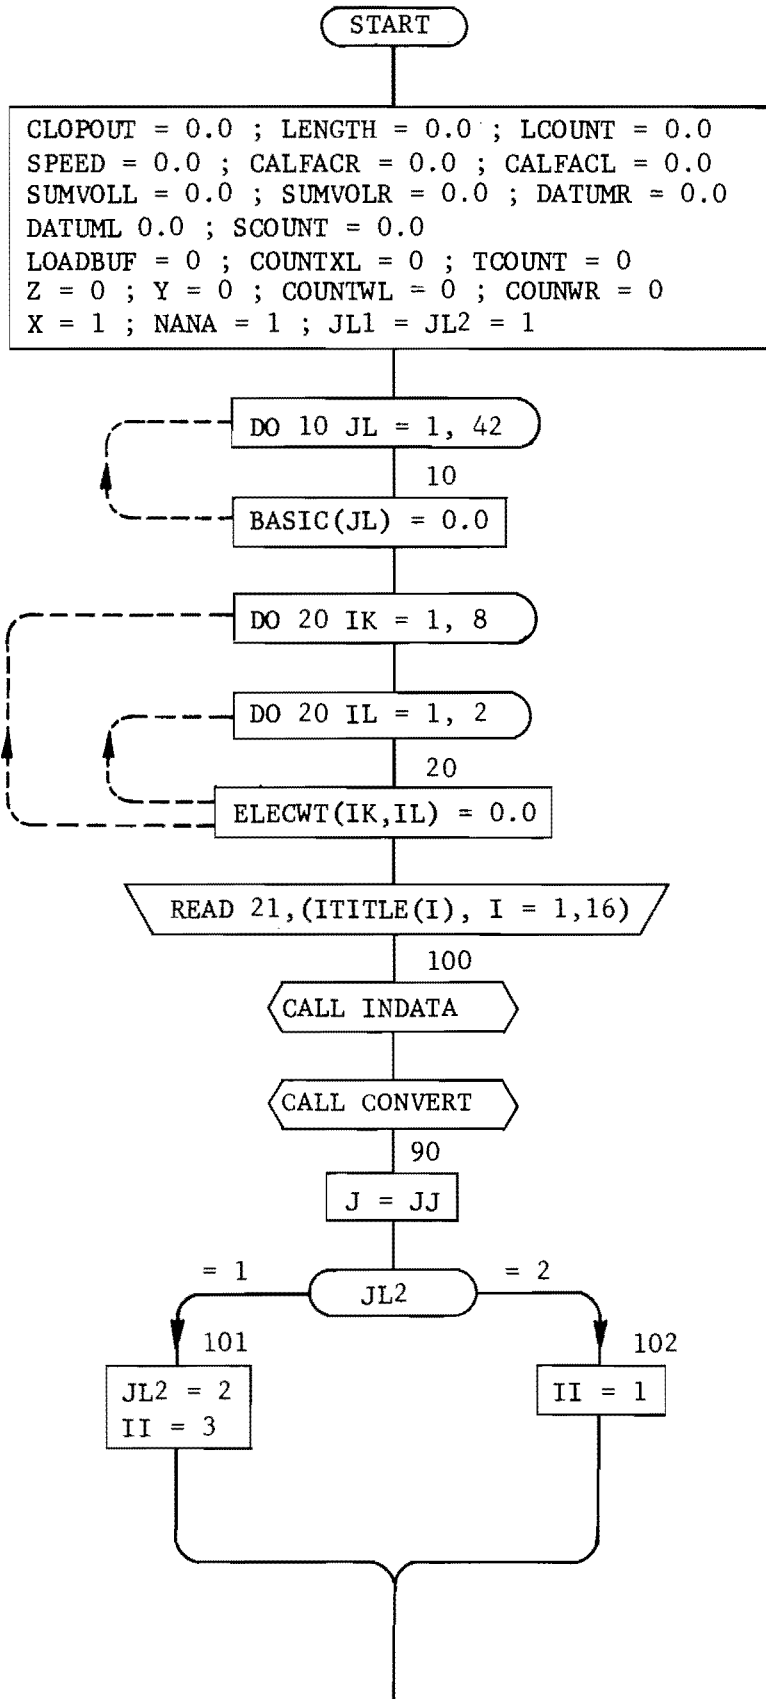 START
CLOPOUT = 0.0 ; LENGTH = 0.0 ; LCOUNT = 0.0
SPEED = 0.0 ; CALFACR = 0.0 ; CALFACL = 0.0
SUMVOLL = 0.0 ; SUMVOLR = 0.0 ; DATUMR = 0.0
DATUML 0.0 ; SCOUNT = 0.0
LOADBUF = 0 ; COUNTXL = 0 ; TCOUNT = 0
Z = 0 ; Y = 0 ; COUNTWL = 0 ; COUNWR = 0
X = 1 ; NANA = 1 ; JL1 = JL2 = 1
DO 10 JL = 1, 42
10
BASIC(JL) = 0.0
DO 20 IK = 1, 8
DO 20 IL = 1, 2
20
ELECWT(IK,IL) = 0.0
READ 21,(ITITLE(I), I = 1,16)
100
CALL INDATA
CALL CONVERT
90
J = JJ
= 1
JL2
= 2
101
102
JL2 = 2
II = 3
II = 1